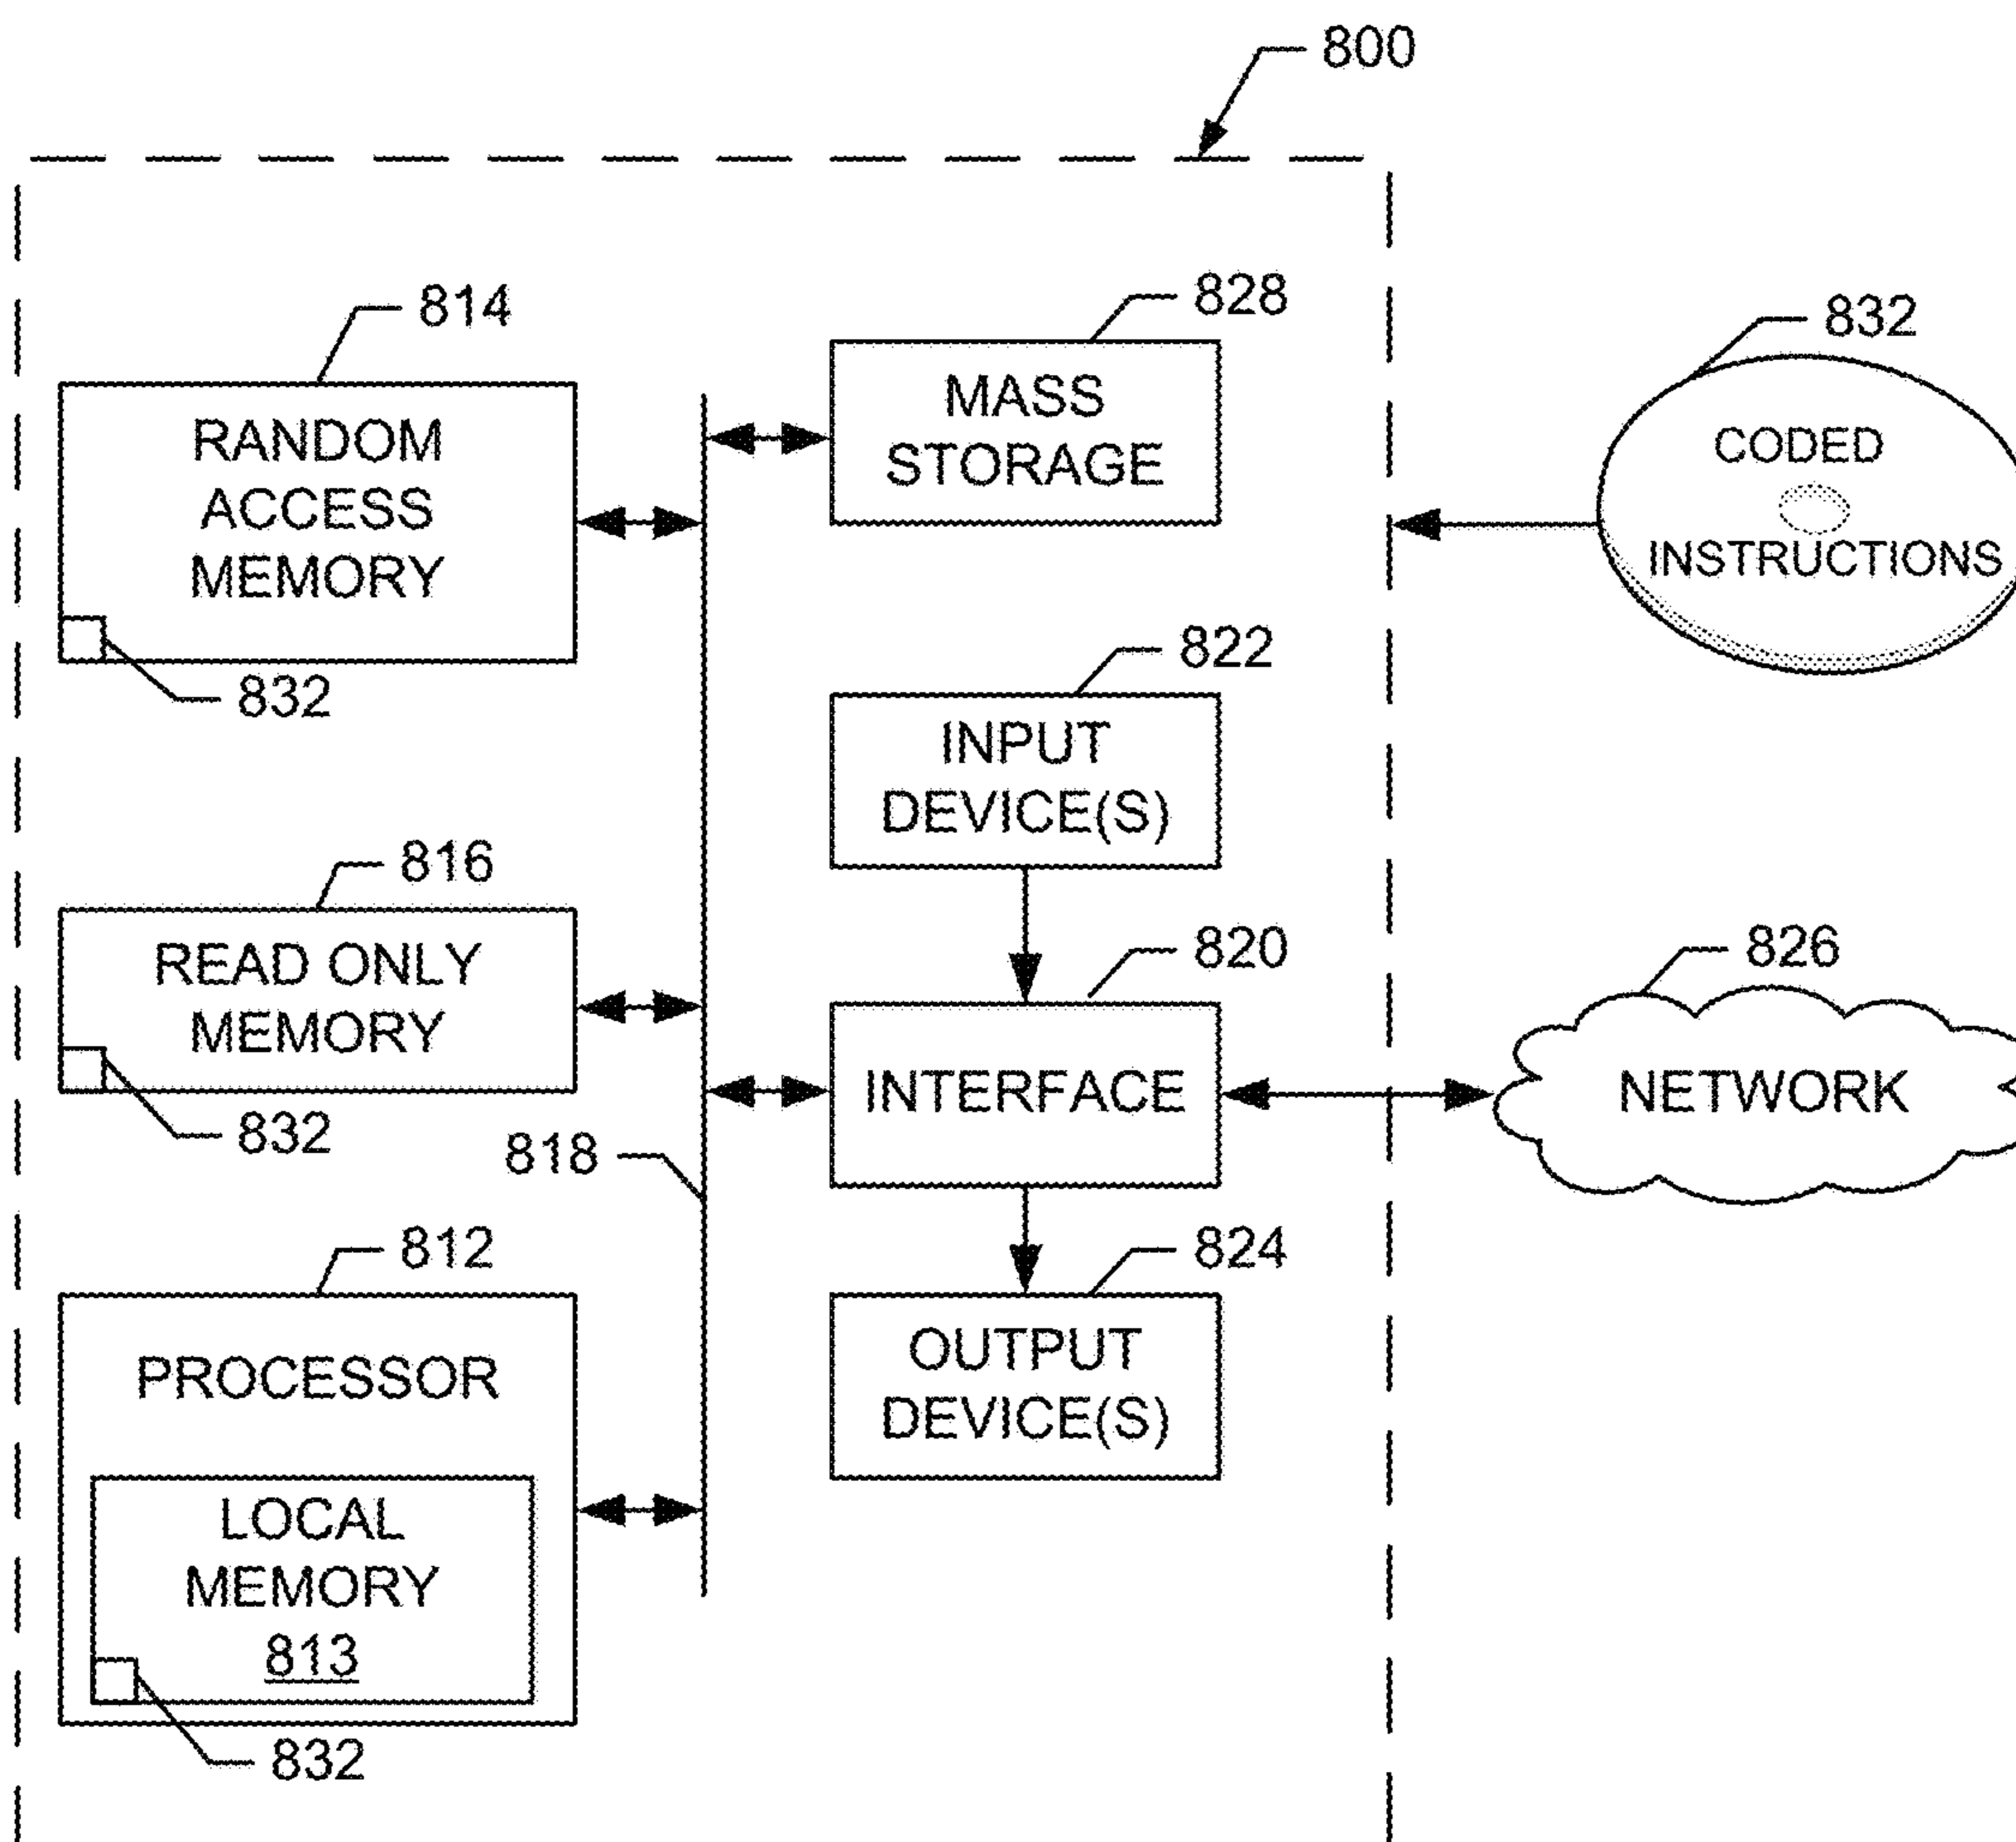 800
814
RANDOM
ACCESS
MEMORY
832
828
MASS
STORAGE
832
CODED
INSTRUCTIONS
822
INPUT
DEVICE(S)
816
READ ONLY
MEMORY
832
818
820
INTERFACE
826
NETWORK
812
PROCESSOR
LOCAL
MEMORY
813
832
824
OUTPUT
DEVICE(S)